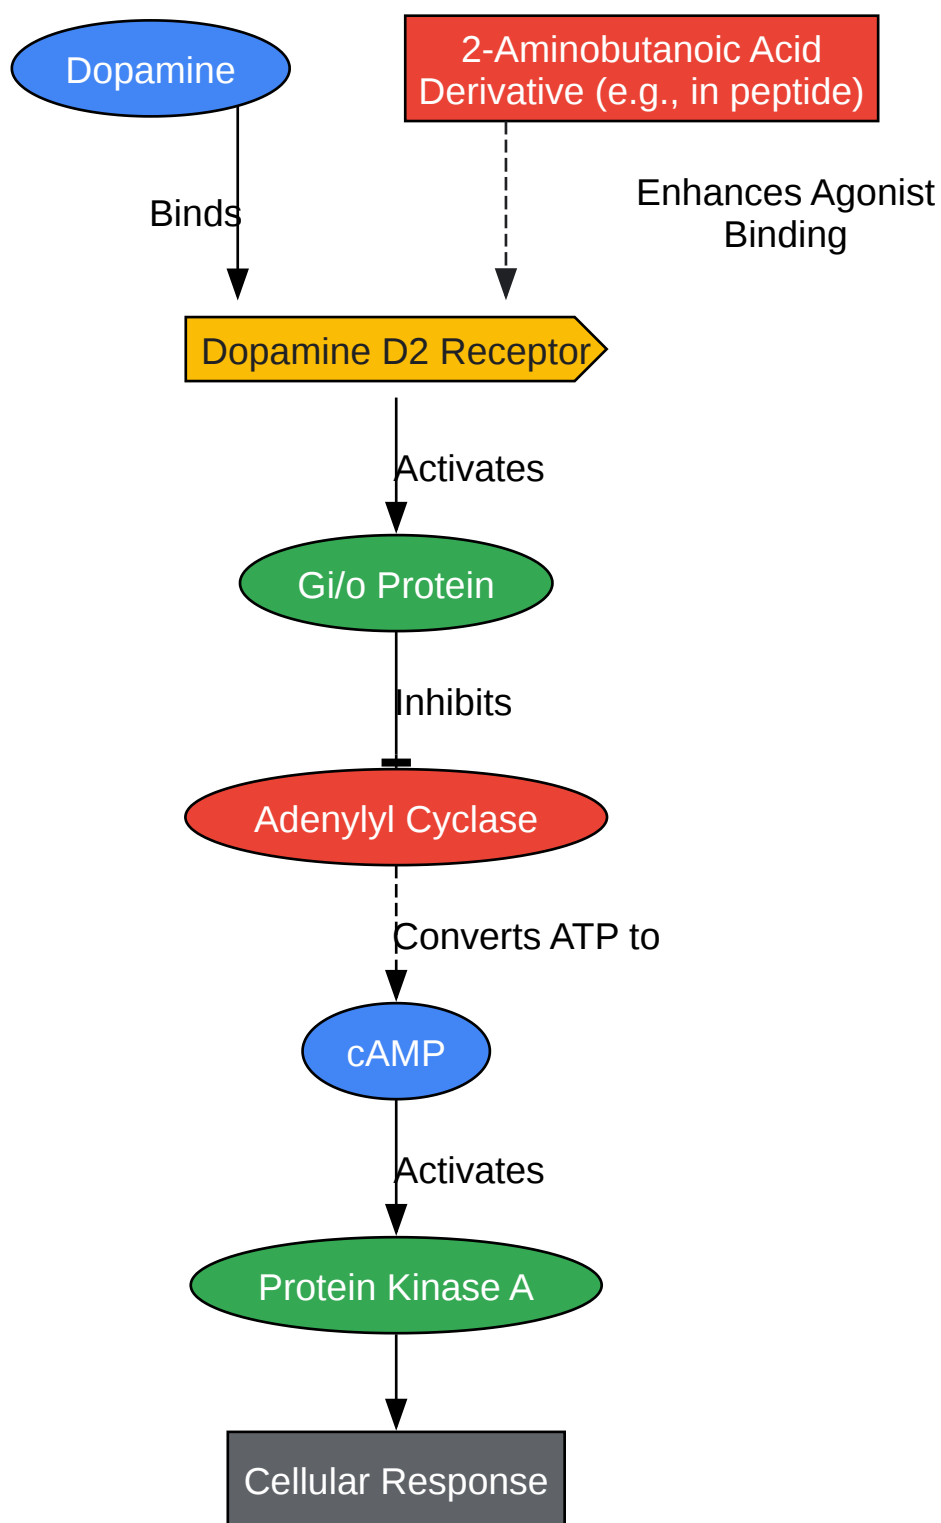 Dopamine
2-Aminobutanoic Acid
Derivative (e.g., in peptide)
Binds
Enhances Agonist
Binding
Dopamine D2 Receptor
Activates
Gi/o Protein
Inhibits
Adenylyl Cyclase
Converts ATP to
cAMP
Activates
Protein Kinase A
Cellular Response